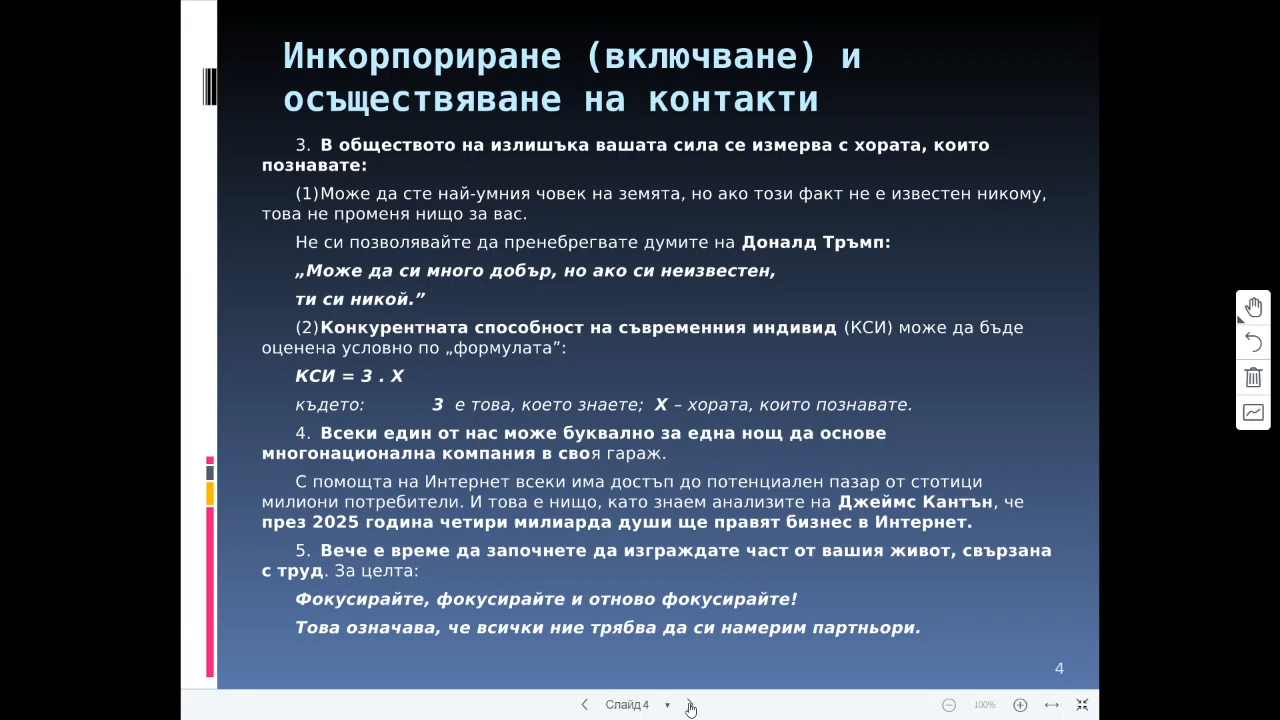 Инкорпориране (включване) и
осъществяване на контакти
3. В обществото на излишъка вашата сила се измерва с хората, които
познавате:
(1)Може да сте най-умния човек на земята, но ако този факт не е известен никому,
това не променя нищо за вас.
Не си позволявайте да пренебрегвате думите на Доналд Тръмп:
„Може да си много добър, но ако си неизвестен,
ти си никой.”
(2)Конкурентната способност на съвременния индивид (КСИ) може да бъде
оценена условно по „формулата”:
КСИ = З . Х
където: З е това, което знаете; Х – хората, които познавате.
4. Всеки един от нас може буквално за една нощ да основе
многонационална компания в своя гараж.
С помощта на Интернет всеки има достъп до потенциален пазар от стотици
милиони потребители. И това е нищо, като знаем анализите на Джеймс Кантън, че
през 2025 година четири милиарда души ще правят бизнес в Интернет.
5. Вече е време да започнете да изграждате част от вашия живот, свързана
с труд. За целта:
Фокусирайте, фокусирайте и отново фокусирайте!
Това означава, че всички ние трябва да си намерим партньори.
4
Слайд 4
100%